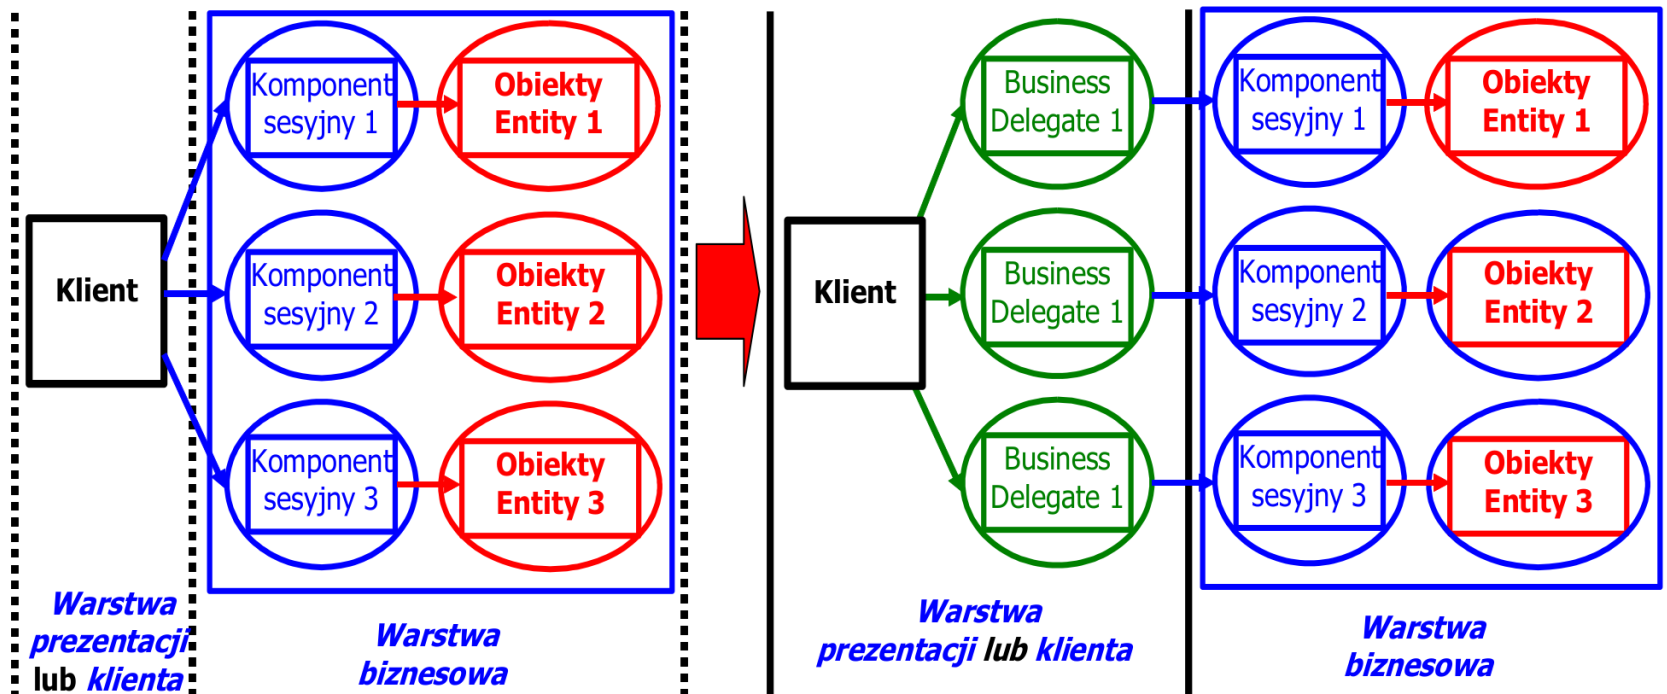 Komponent
sesyjny 1
Obiekty
Entity 1
Klient
Komponent
sesyjny 2
Obiekty
Entity 2
Komponent
sesyjny 3
Obiekty
Entity 3
Warstwa
prezentacji
lub klienta
Warstwa
biznesowa
Business
Delegate 1
Komponent
sesyjny 1
Obiekty
Entity 1
Klient
Business
Delegate 1
Komponent
sesyjny 2
Obiekty
Entity 2
Business
Delegate 1
Komponent
sesyjny 3
Obiekty
Entity 3
Warstwa
prezentacji lub klienta
Warstwa
biznesowa